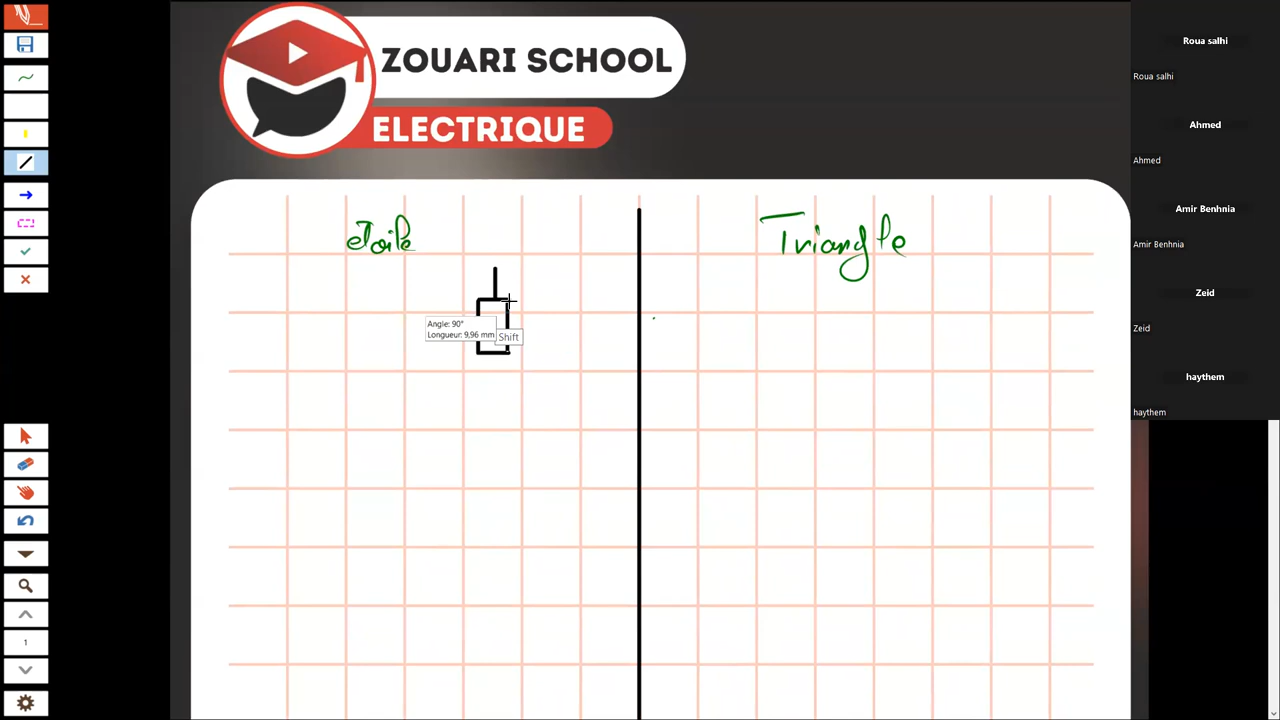 ZOUARI SCHOOL
ELECTRIQUE
etoile
Triangle
Angle: 90°
Longueur: 9,96 mm
Shift
1
Roua salhi
Roua salhi
Ahmed
Ahmed
Amir Benhnia
Amir Benhnia
Zeid
Zeid
haythem
haythem